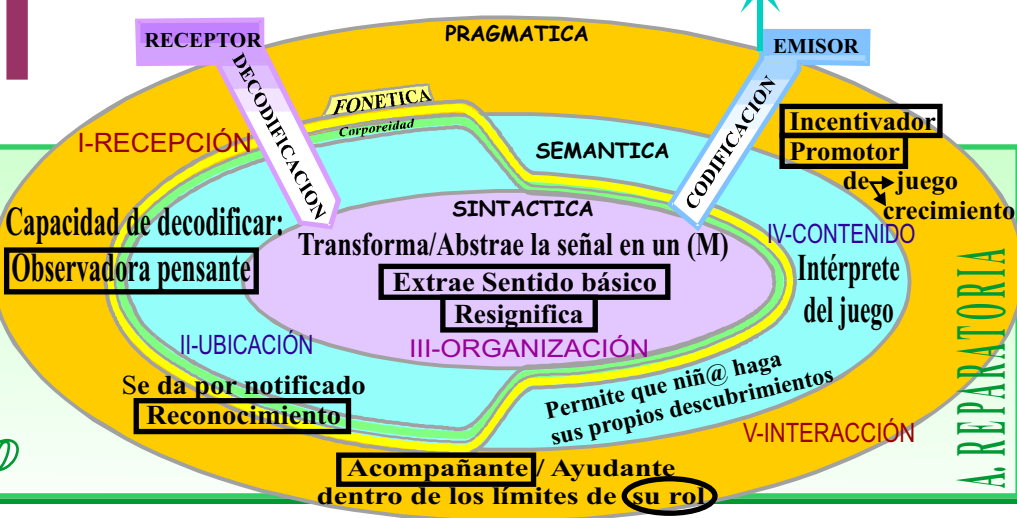 RECEPTOR
PRAGMATICA
EMISOR
DECODIFICACION
FONETICA
Corporeidad
CODIFICACION
I-RECEPCIÓN
SEMANTICA
Incentivador
Promotor
de juego
crecimiento
Capacidad de decodificar:
Observadora pensante
SINTACTICA
Transforma/Abstrae la señal en un (M)
Extrae Sentido básico
Resignifica
III-ORGANIZACIÓN
IV-CONTENIDO
Intérprete
del juego
II-UBICACIÓN
Se da por notificado
Reconocimiento
Permite que niñ@ haga
sus propios descubrimientos
V-INTERACCIÓN
Acompañante / Ayudante
dentro de los límites de su rol
A. REPARATORIA